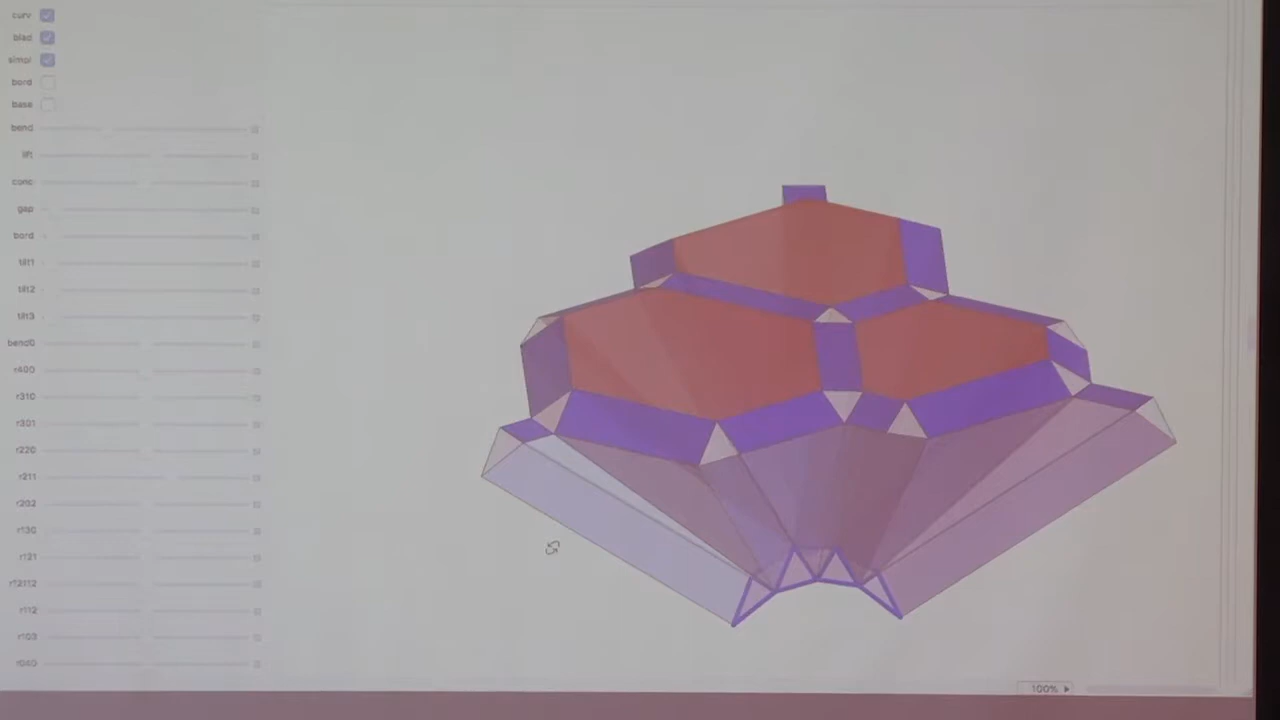 curv
blad
simpl
bord
base
bend
lift
conc
gap
bord
tilt1
tilt2
tilt3
r400
r310
r301
r220
r211
r202
r130
r121
r112
r103
r040
100%